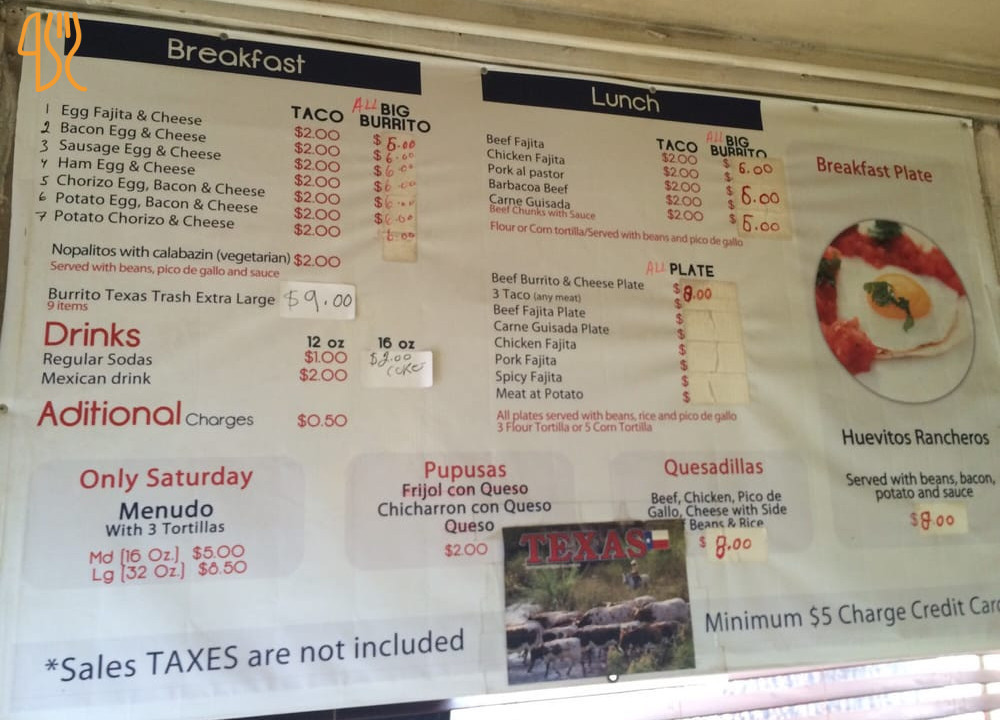 Breakfast
TACO ALL BIG BURRITO
1 Egg Fajita & Cheese $2.00 $6.00
2 Bacon Egg & Cheese $2.00 $6.00
3 Sausage Egg & Cheese $2.00 $6.00
4 Ham Egg & Cheese $2.00 $6.00
5 Chorizo Egg, Bacon & Cheese $2.00 $6.00
6 Potato Egg, Bacon & Cheese $2.00 $6.00
7 Potato Chorizo & Cheese $2.00 6.00
Nopalitos with calabazin (vegetarian) $2.00
Served with beans, pico de gallo and sauce
Burrito Texas Trash Extra Large $9.00
9 items
Drinks 12 oz 16 oz
Regular Sodas $1.00 $2.00
Mexican drink $2.00
Aditional Charges $0.50
Lunch
TACO ALL BIG BURRITO
Beef Fajita $2.00 $
Chicken Fajita $2.00 $ 6.00
Pork al pastor $2.00 $
Barbacoa Beef $2.00 $ 6.00
Carne Guisada $2.00 $ 6.00
Beef Chunks with Sauce
Flour or Corn tortilla/Served with beans and pico de gallo
ALL PLATE
Beef Burrito & Cheese Plate $8.00
3 Taco (any meat) $
Beef Fajita Plate $
Carne Guisada Plate $
Chicken Fajita $
Pork Fajita $
Spicy Fajita $
Meat at Potato $
All plates served with beans, rice and pico de gallo
3 Flour Tortilla or 5 Corn Tortilla
Breakfast Plate
Huevitos Rancheros
Served with beans, bacon,
potato and sauce
$8.00
Only Saturday
Menudo
With 3 Tortillas
Md (16 Oz.) $5.00
Lg (32 Oz.) $6.50
Pupusas
Frijol con Queso
Chicharron con Queso
Queso
$2.00
Quesadillas
Beef, Chicken, Pico de
Gallo, Cheese with Side
Beans & Rice
$ 8.00
TEXAS
*Sales TAXES are not included
Minimum $5 Charge Credit Car